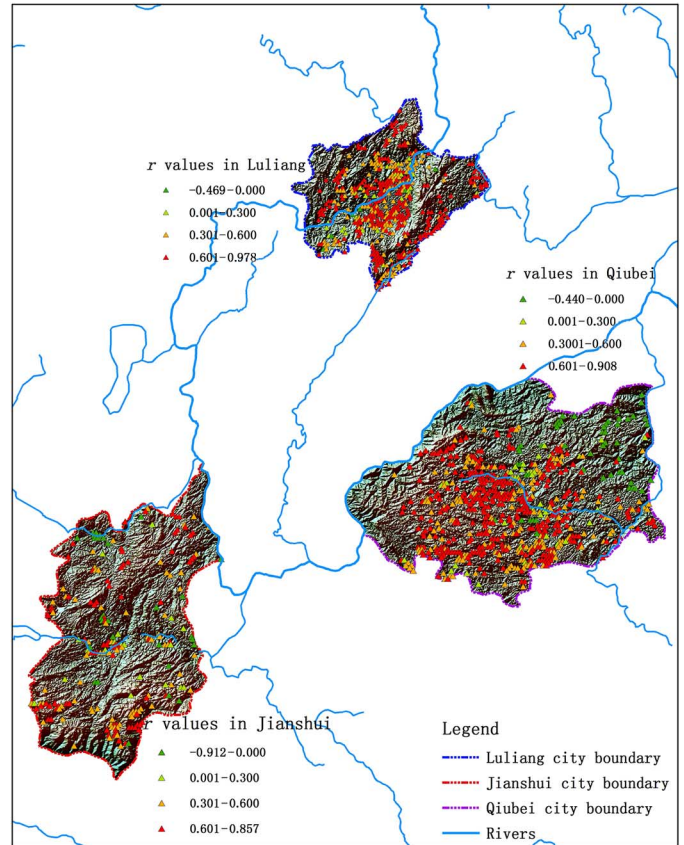 r values in Luliang
-0.469-0.000
0.001-0.300
0.301-0.600
0.601-0.978
r values in Qiubei
-0.440-0.000
0.001-0.300
0.3001-0.600
0.601-0.908
r values in Jianshui
-0.912-0.000
0.001-0.300
0.301-0.600
0.601-0.857
Legend
Luliang city boundary
Jianshui city boundary
Qiubei city boundary
Rivers